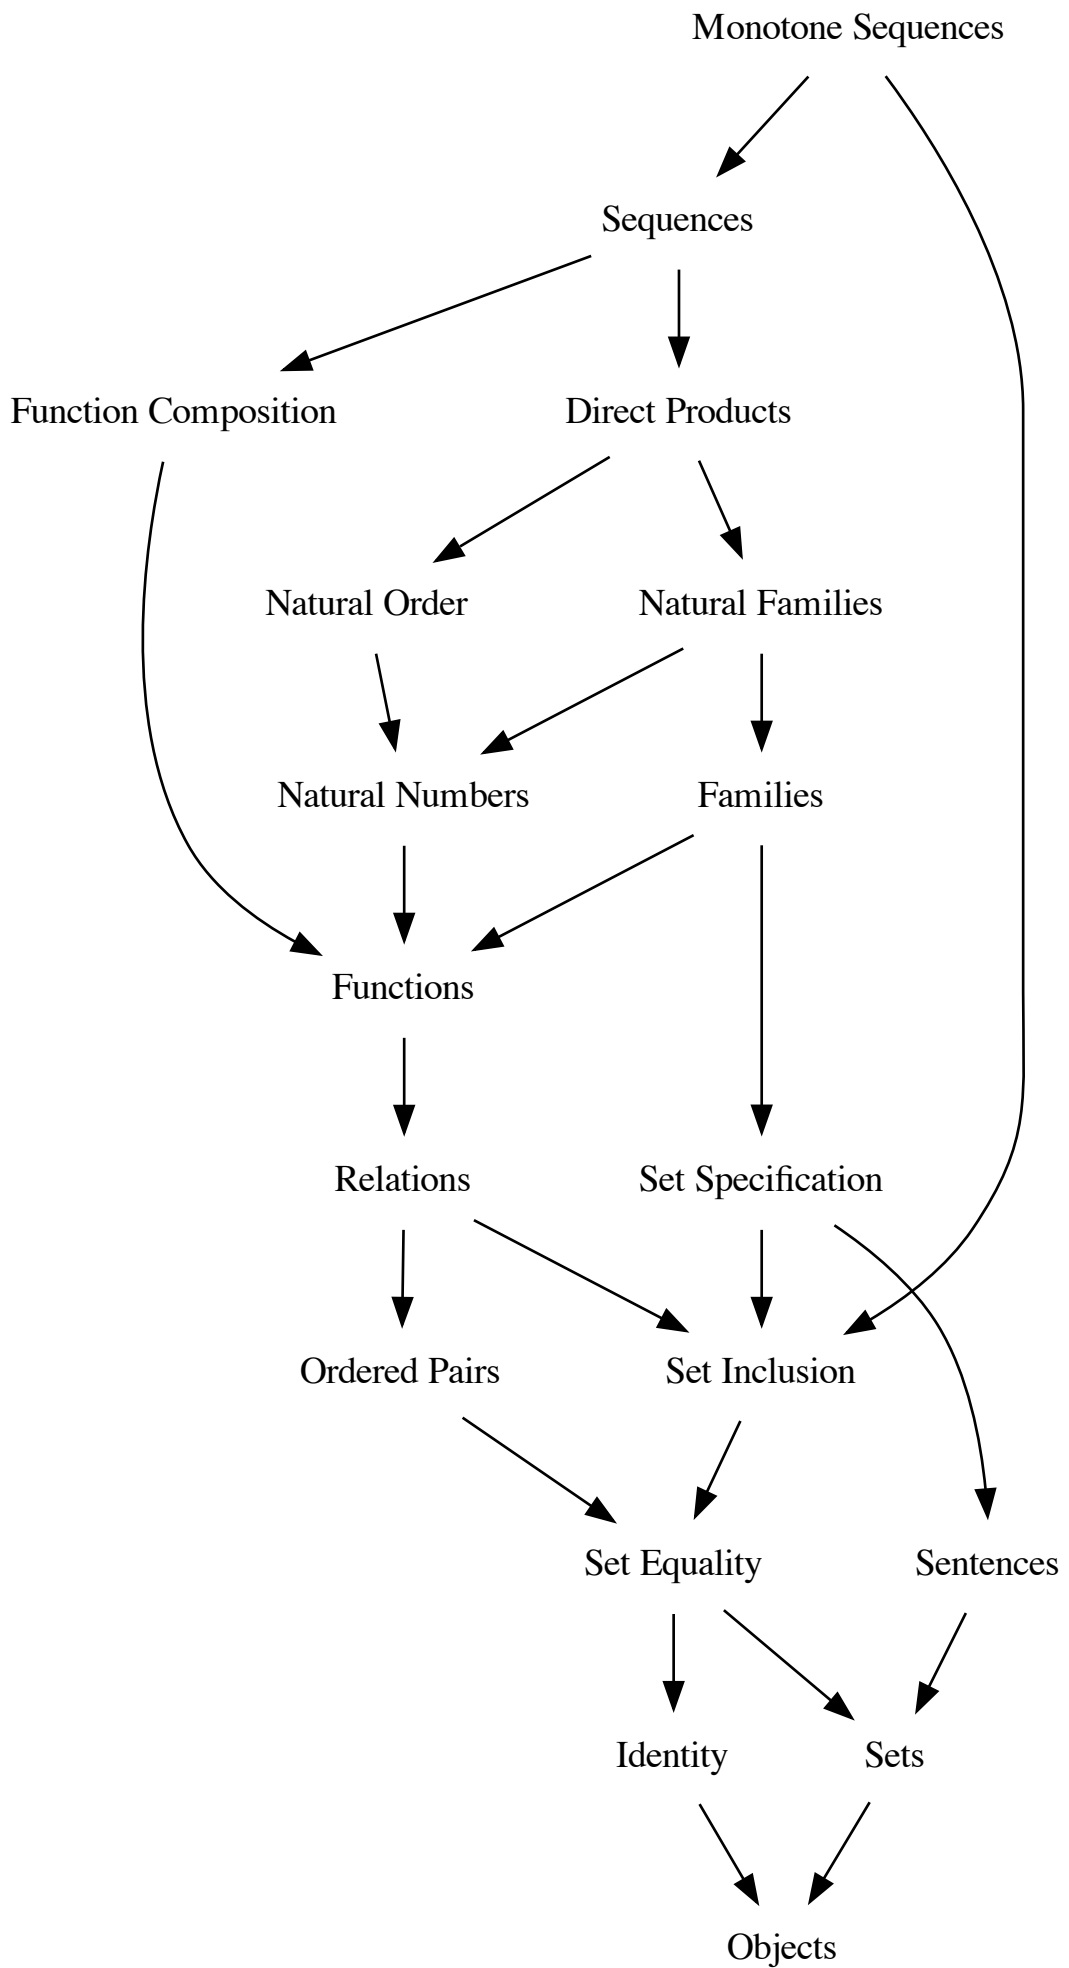 Monotone Sequences
Sequences
Function Composition
Direct Products
Natural Order
Natural Families
Natural Numbers
Families
Functions
Relations
Set Specification
Ordered Pairs
Set Inclusion
Set Equality
Sentences
Identity
Sets
Objects